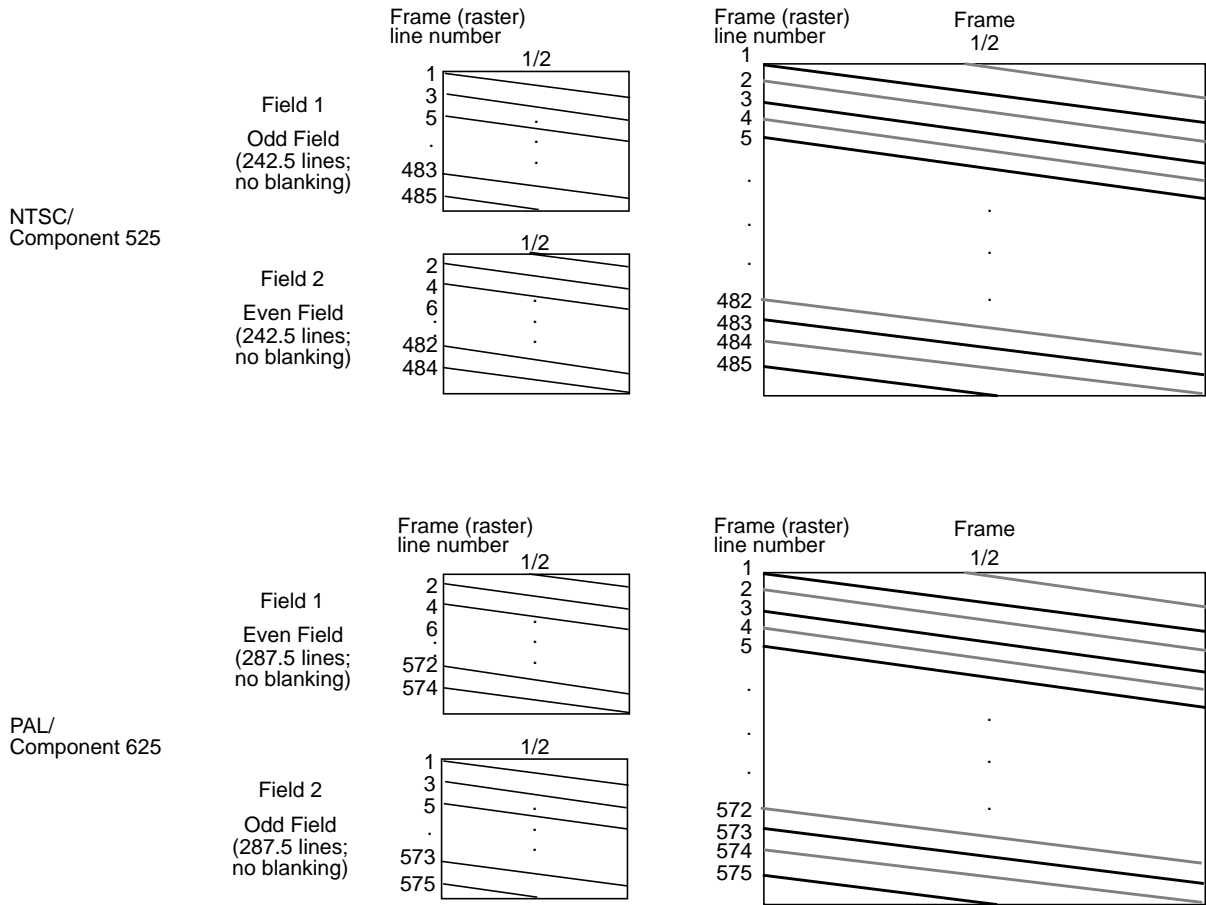 NTSC/
Component 525
Field 1
Odd Field
(242.5 lines;
no blanking)
Frame (raster)
line number
1/2
1
3
5
.
483
485
Field 2
Even Field
(242.5 lines;
no blanking)
1/2
2
4
6
.
.
482
484
Frame (raster)
line number
Frame
1/2
1
2
3
4
5
.
.
.
482
483
484
485
PAL/
Component 625
Field 1
Even Field
(287.5 lines;
no blanking)
Frame (raster)
line number
1/2
2
4
6
.
.
572
574
Field 2
Odd Field
(287.5 lines;
no blanking)
1/2
1
3
5
.
573
575
Frame (raster)
line number
Frame
1/2
1
2
3
4
5
.
.
.
572
573
574
575